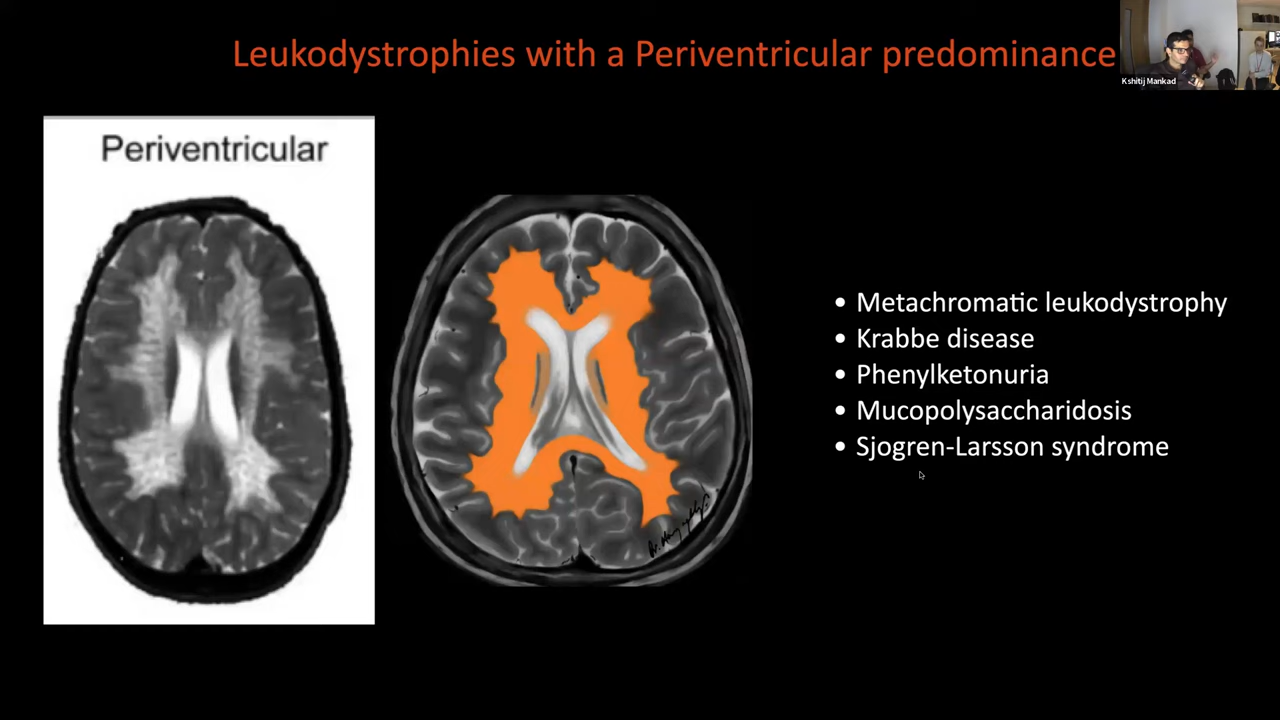 Leukodystrophies with a Periventricular predominance
Kshitij Mankad
Periventricular
• Metachromatic leukodystrophy
• Krabbe disease
• Phenylketonuria
• Mucopolysaccharidosis
• Sjogren-Larsson syndrome